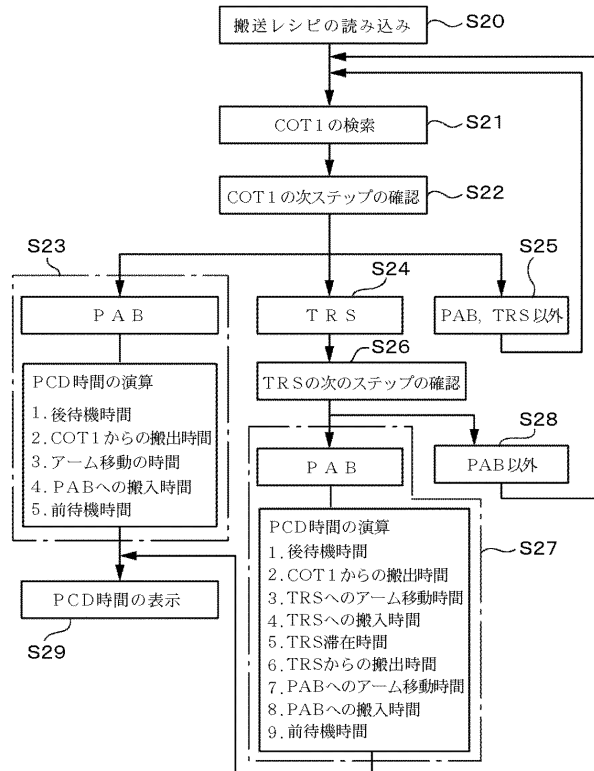 搬送レシピの読み込み
S20
COT1の検索
S21
COT1の次ステップの確認
S22
S23
PAB
PCD時間の演算
1.後待機時間
2.COT1からの搬出時間
3.アーム移動の時間
4.PABへの搬入時間
5.前待機時間
S24
TRS
S25
PAB, TRS以外
S26
TRSの次のステップの確認
S28
PAB以外
PAB
PCD時間の演算
1.後待機時間
2.COT1からの搬出時間
3.TRSへのアーム移動時間
4.TRSへの搬入時間
5.TRS滞在時間
6.TRSからの搬出時間
7.PABへのアーム移動時間
8.PABへの搬入時間
9.前待機時間
S27
PCD時間の表示
S29